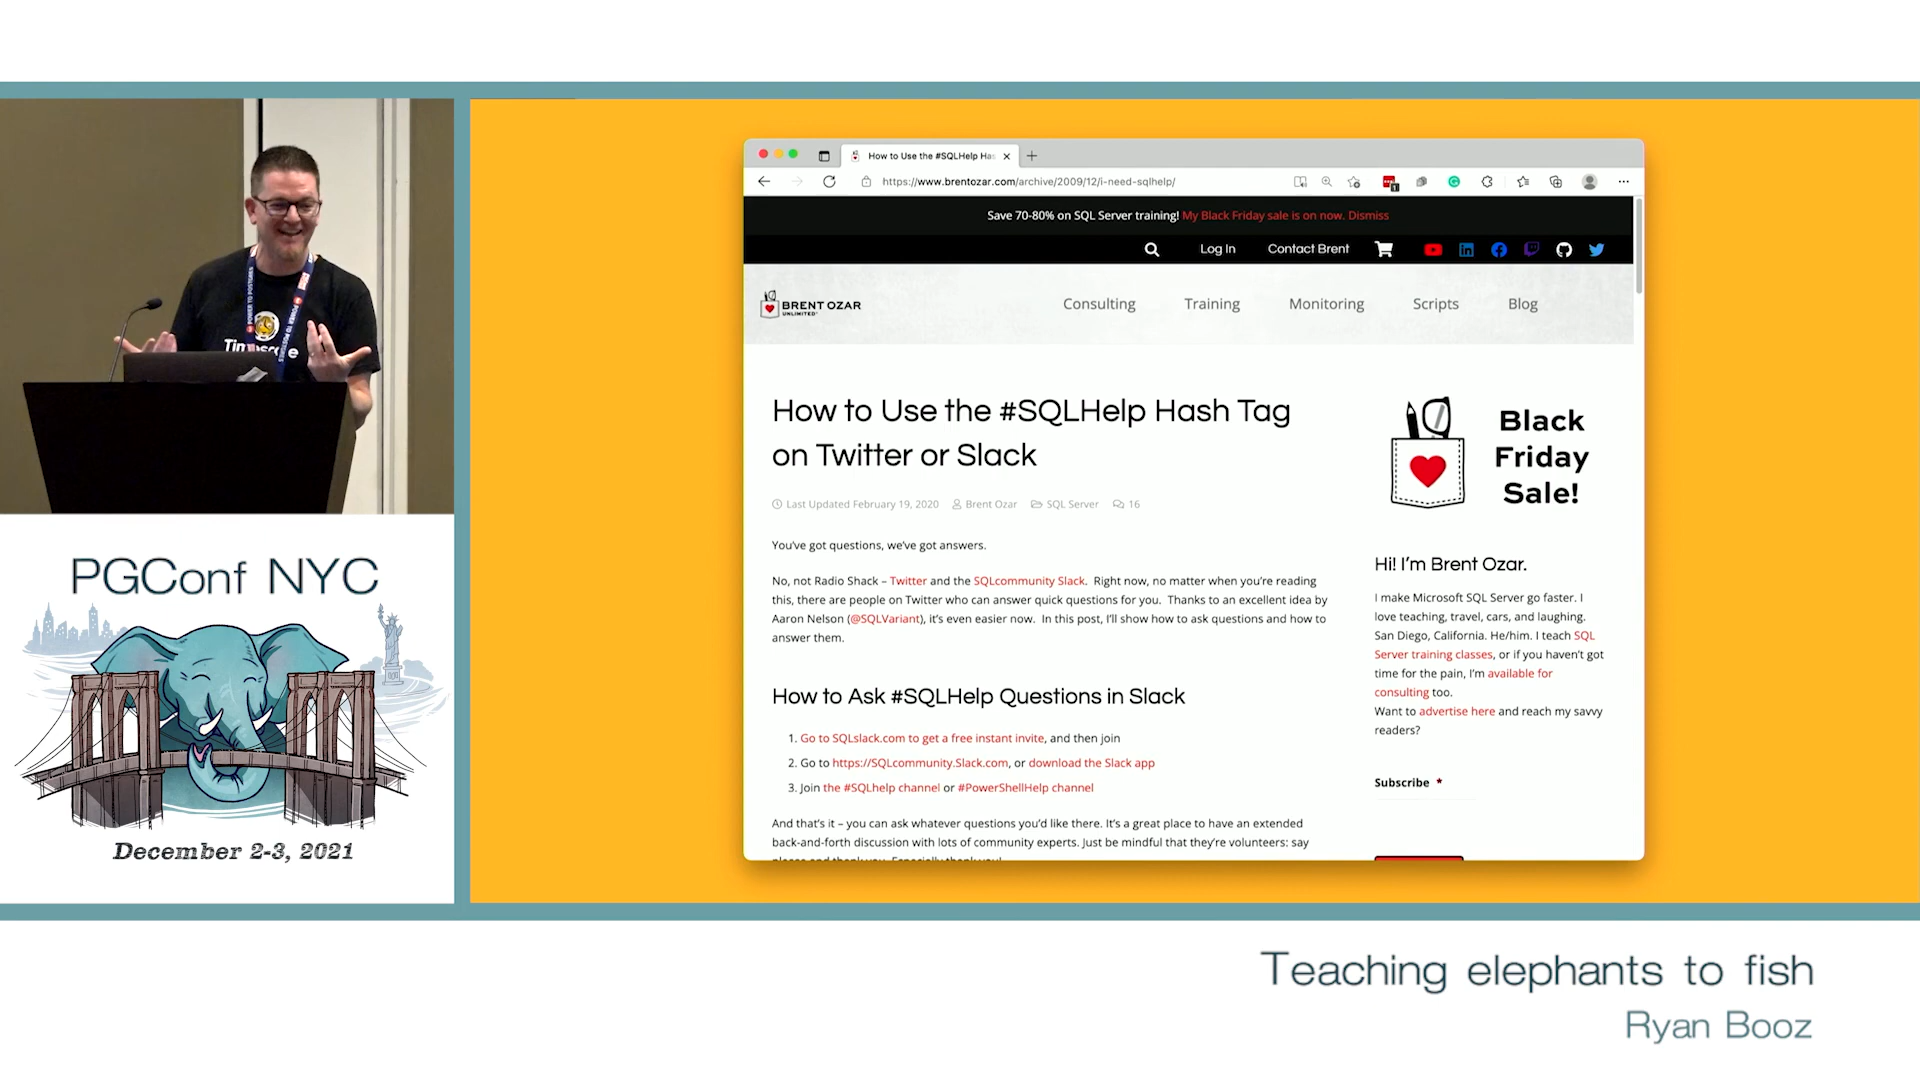 How to Use the #SQLHelp Has
https://www.brentozar.com/archive/2009/12/i-need-sqlhelp/
1
Save 70-80% on SQL Server training! My Black Friday sale is on now. Dismiss
Log In Contact Brent
BRENT OZAR
UNLIMITED
Consulting Training Monitoring Scripts Blog
How to Use the #SQLHelp Hash Tag
on Twitter or Slack
Last Updated February 19, 2020 Brent Ozar SQL Server 16
You've got questions, we've got answers.
No, not Radio Shack – Twitter and the SQLcommunity Slack. Right now, no matter when you're reading
this, there are people on Twitter who can answer quick questions for you. Thanks to an excellent idea by
Aaron Nelson (@SQLVariant), it's even easier now. In this post, I'll show how to ask questions and how to
answer them.
How to Ask #SQLHelp Questions in Slack
1. Go to SQLslack.com to get a free instant invite, and then join
2. Go to https://SQLcommunity.Slack.com, or download the Slack app
3. Join the #SQLhelp channel or #PowerShellHelp channel
And that's it – you can ask whatever questions you'd like there. It's a great place to have an extended
back-and-forth discussion with lots of community experts. Just be mindful that they're volunteers: say
Black
Friday
Sale!
Hi! I'm Brent Ozar.
I make Microsoft SQL Server go faster. I
love teaching, travel, cars, and laughing.
San Diego, California. He/him. I teach SQL
Server training classes, or if you haven't got
time for the pain, I'm available for
consulting too.
Want to advertise here and reach my savvy
readers?
Subscribe *
POWER TO POSTGRES
PGConf NYC
December 2-3, 2021
Teaching elephants to fish
Ryan Booz